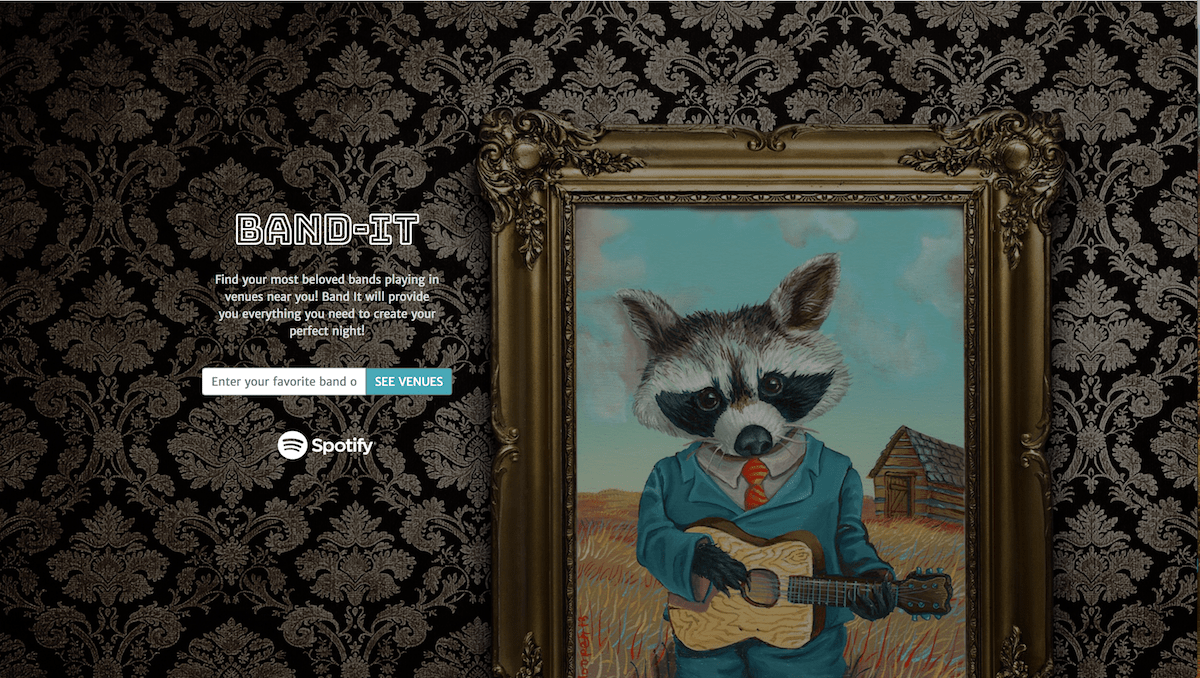 BAND-IT
Find your most beloved bands playing in
venues near you! Band It will provide
you everything you need to create your
perfect night!
Enter your favorite band o
SEE VENUES
Spotify